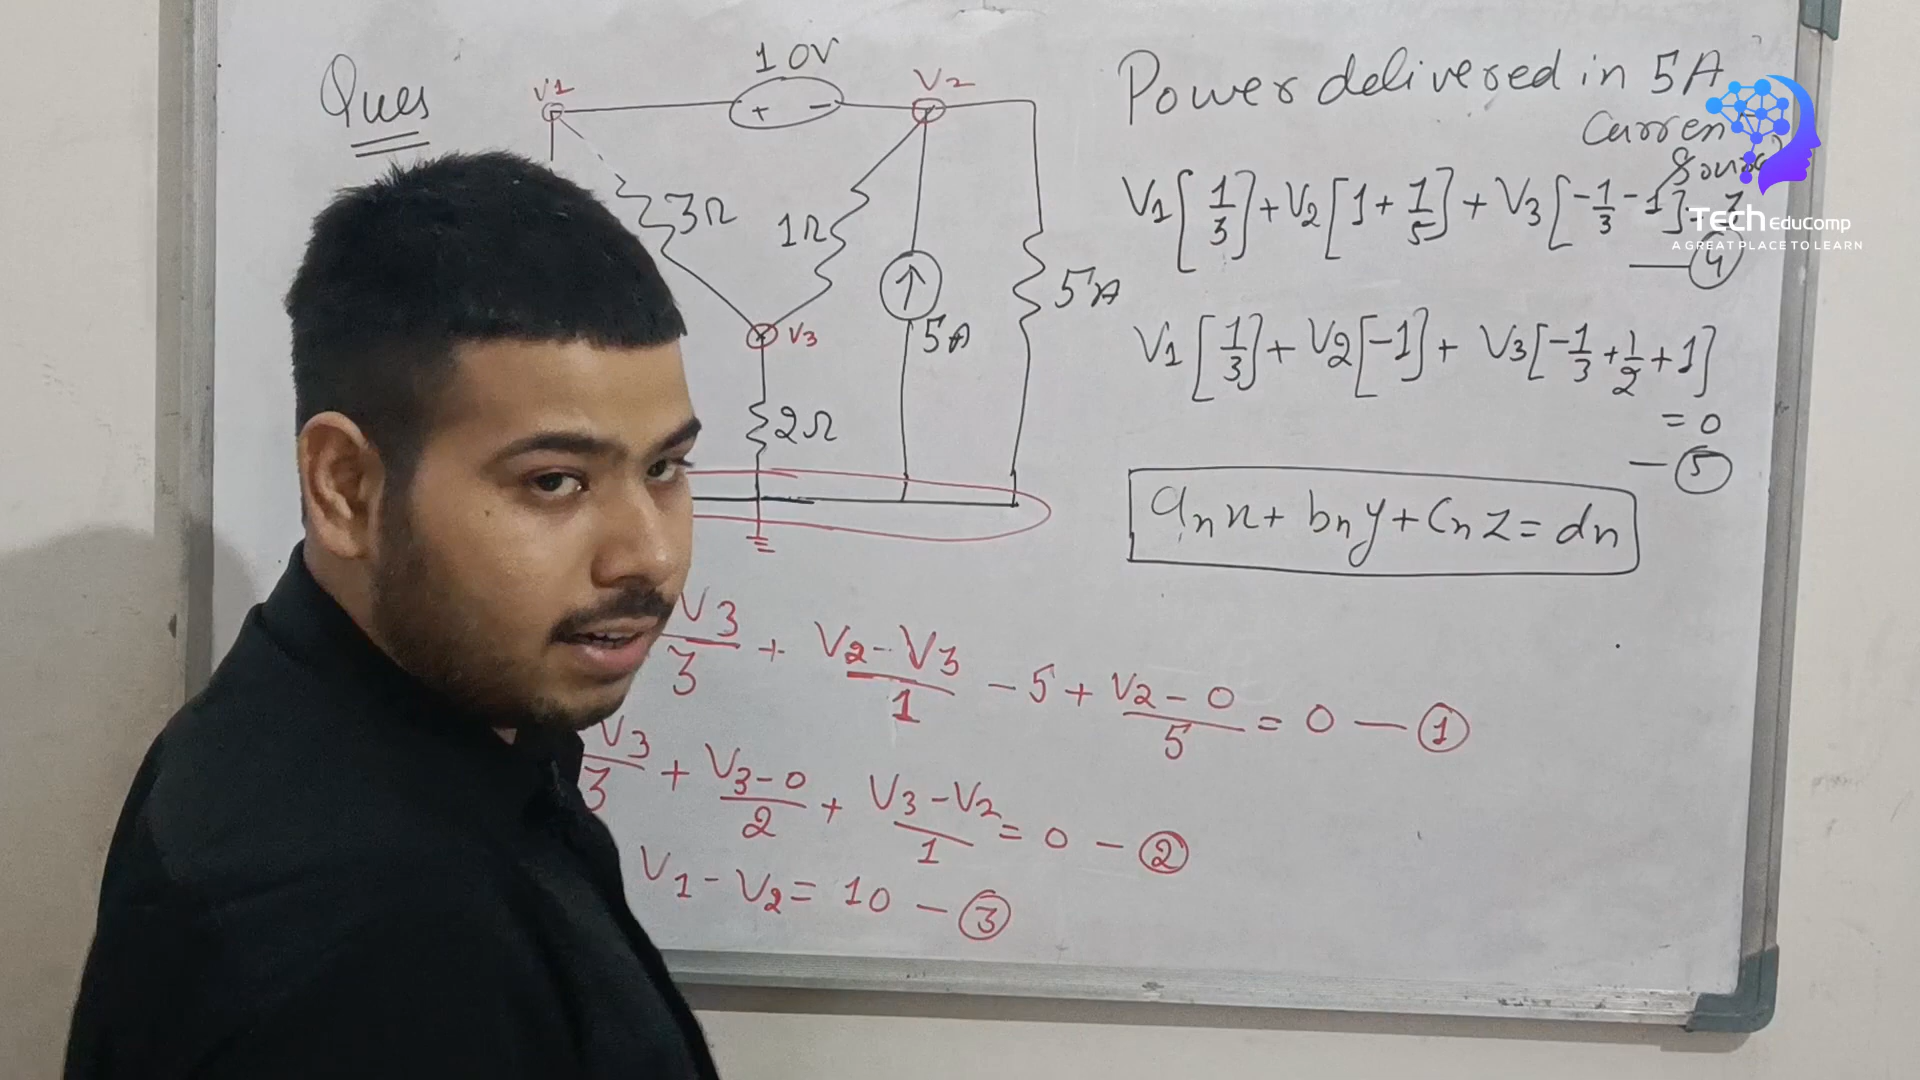 Ques
V1
10V
+ -
V2
3Ω
1Ω
V3
5A
2Ω
Power delivered in 5A
Curren
V1[1/3]+V2[1+1/5]+V3[-1/3-1]
4
V1[1/3]+V2[-1]+V3[-1/3+1/2+1]
=0
-5
anx+bny+cnz=dn
V3/3+(V2-V3)/1-5+(V2-0)/5=0-1
V3/3+(V3-0)/2+(V3-V2)/1=0-2
V1-V2=10-3
Tech EduComp
A GREAT PLACE TO LEARN